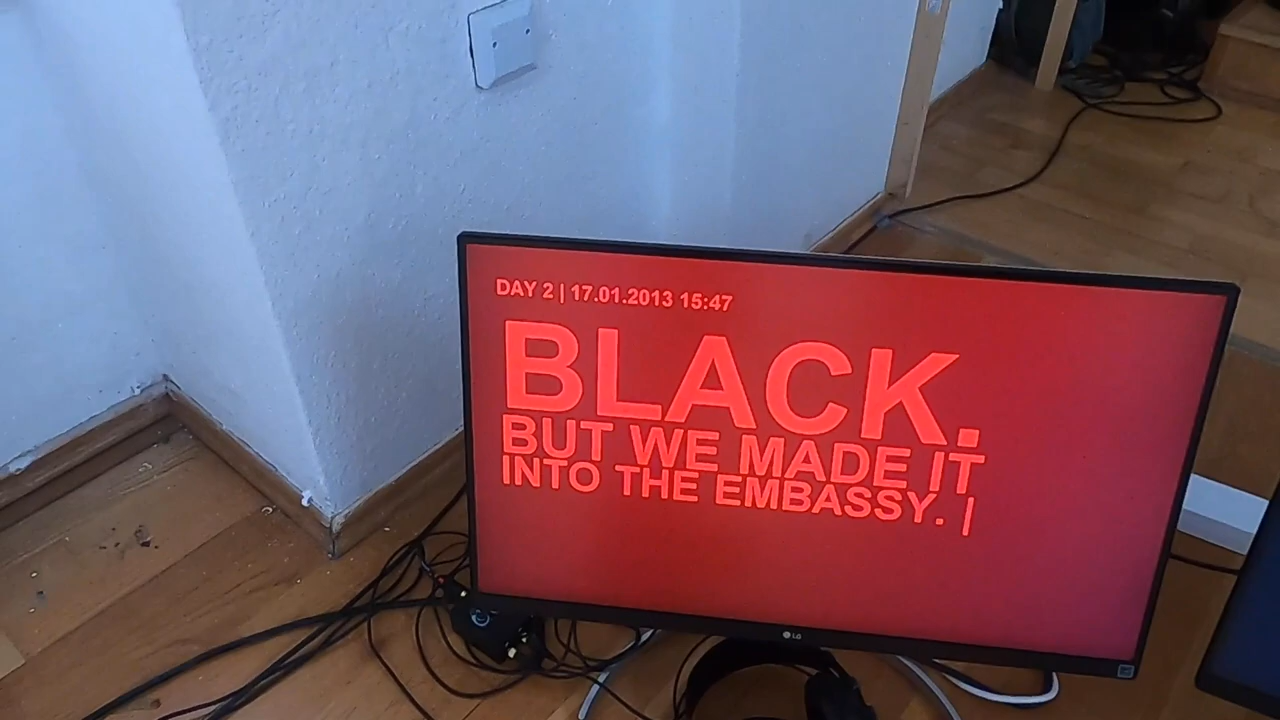 DAY 2 | 17.01.2013 15:47
BLACK.
BUT WE MADE IT
INTO THE EMBASSY. |
LG